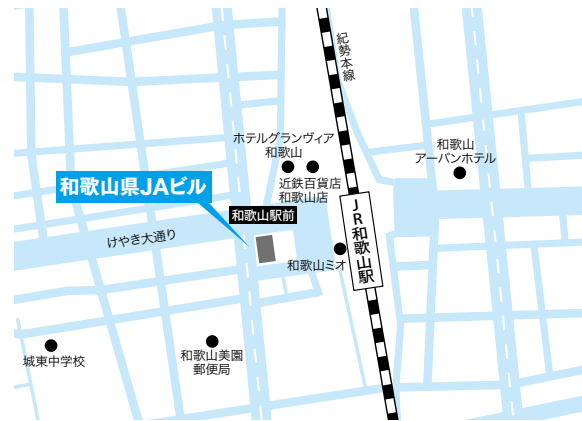 紀勢本線
ホテルグランヴィア
和歌山
近鉄百貨店
和歌山店
和歌山
アーバンホテル
和歌山県JAビル
和歌山駅前
けやき大通り
JR和歌山駅
和歌山ミオ
城東中学校
和歌山美園
郵便局